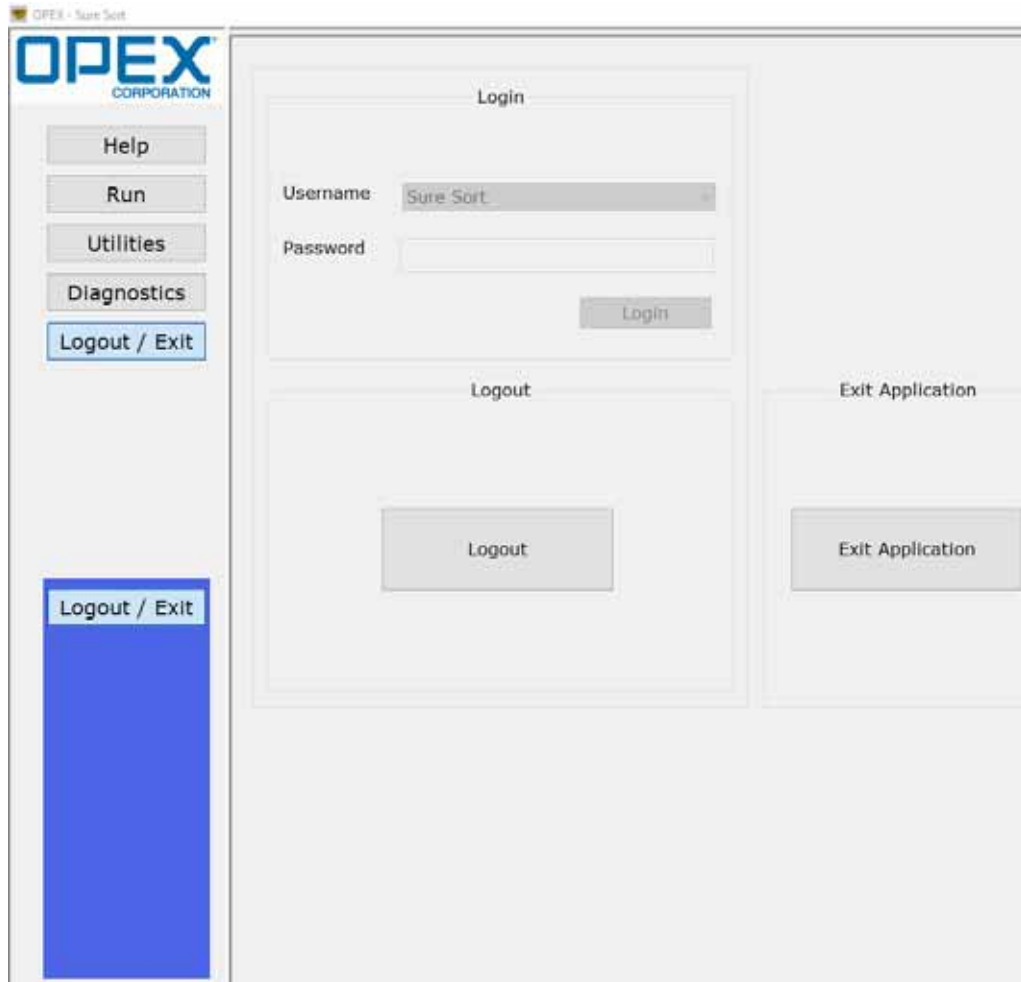 OPEX - Sure Sort
OPEX
CORPORATION
Help
Run
Utilities
Diagnostics
Logout / Exit
Logout / Exit
Login
Username
Sure Sort
Password
Login
Logout
Logout
Exit Application
Exit Application